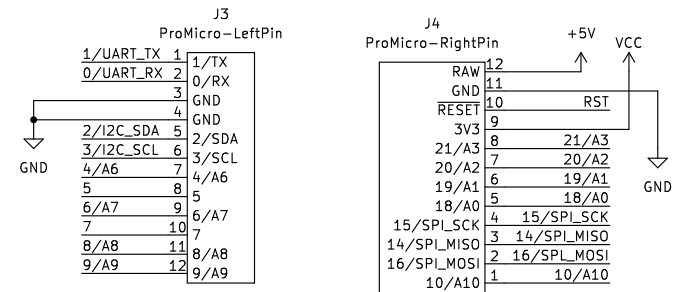 J3
ProMicro-LeftPin
1/UART_TX 1 1/TX
0/UART_RX 2 0/RX
3 GND
4 GND
2/I2C_SDA 5 2/SDA
3/I2C_SCL 6 3/SCL
4/A6 7 4/A6
5 8 5
6/A7 9 6/A7
7 10 7
8/A8 11 8/A8
9/A9 12 9/A9
GND
J4
ProMicro-RightPin
+5V
VCC
RAW 12
GND 11
RESET 10 RST
3V3 9
21/A3 8 21/A3
20/A2 7 20/A2
19/A1 6 19/A1
18/A0 5 18/A0
15/SPI_SCK 4 15/SPI_SCK
14/SPI_MISO 3 14/SPI_MISO
16/SPI_MOSI 2 16/SPI_MOSI
10/A10 1 10/A10
GND